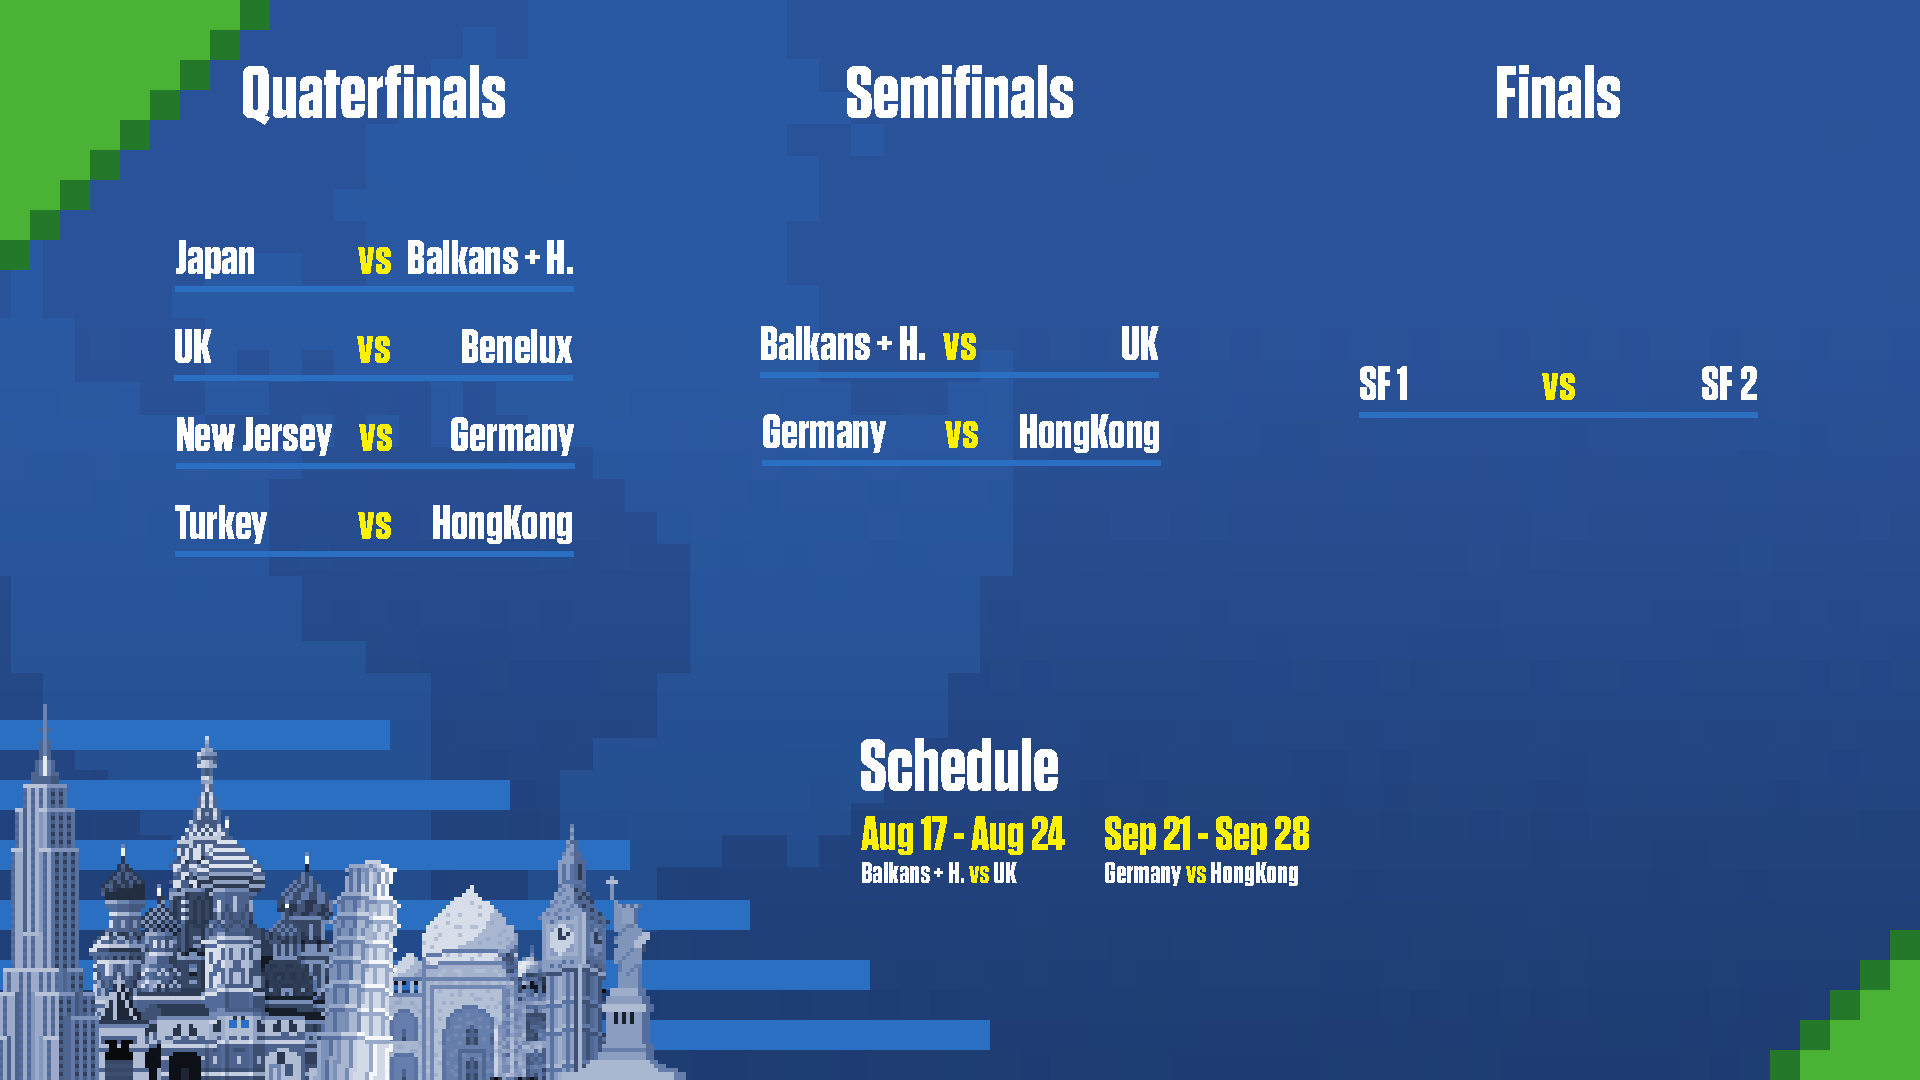 Quaterfinals
Japan vs Balkans + H.
UK vs Benelux
New Jersey vs Germany
Turkey vs HongKong
Semifinals
Balkans + H. vs UK
Germany vs HongKong
Finals
SF 1 vs SF 2
Schedule
Aug 17 - Aug 24
Balkans + H. vs UK
Sep 21 - Sep 28
Germany vs HongKong